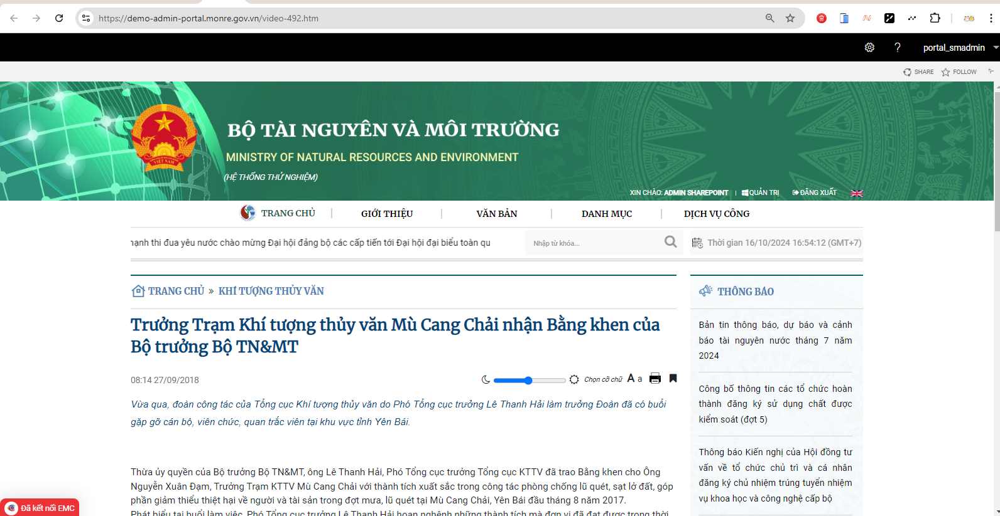 https://demo-admin-portal.monre.gov.vn/video-492.htm
portal_smadmin
SHARE FOLLOW
BỘ TÀI NGUYÊN VÀ MÔI TRƯỜNG
MINISTRY OF NATURAL RESOURCES AND ENVIRONMENT
(HỆ THỐNG THỬ NGHIỆM)
VIỆT NAM
XIN CHÀO: ADMIN SHAREPOINT | QUẢN TRỊ ĐĂNG XUẤT
TRANG CHỦ | GIỚI THIỆU | VĂN BẢN | DANH MỤC | DỊCH VỤ CÔNG
thi đua yêu nước chào mừng Đại hội đảng bộ các cấp tiến tới Đại hội đại biểu toàn qu
Nhập từ khóa...
Thời gian 16/10/2024 16:54:12 (GMT+7)
TRANG CHỦ » KHÍ TƯỢNG THỦY VĂN
Trưởng Trạm Khí tượng thủy văn Mù Cang Chải nhận Bằng khen của
Bộ trưởng Bộ TN&MT
08:14 27/09/2018
Chọn cỡ chữ A a
Vừa qua, đoàn công tác của Tổng cục Khí tượng thủy văn do Phó Tổng cục trưởng Lê Thanh Hải làm trưởng Đoàn đã có buổi
gặp gỡ cán bộ, viên chức, quan trắc viên tại khu vực tỉnh Yên Bái.
Thừa ủy quyền của Bộ trưởng Bộ TN&MT, ông Lê Thanh Hải, Phó Tổng cục trưởng Tổng cục KTTV đã trao Bằng khen cho Ông
Nguyễn Xuân Đạm, Trưởng Trạm KTTV Mù Cang Chải với thành tích xuất sắc trong công tác phòng chống lũ quét, sạt lở đất, góp
phần giảm thiểu thiệt hại về người và tài sản trong đợt mưa, lũ quét tại Mù Cang Chải, Yên Bái đầu tháng 8 năm 2017.
Phát biểu tại buổi làm việc, Phó Tổng cục trưởng Lê Thanh Hải hoan nghênh những thành tích mà đơn vị đã đạt được trong thời
THÔNG BÁO
Bản tin thông báo, dự báo và cảnh
báo tài nguyên nước tháng 7 năm
2024
Công bố thông tin các tổ chức hoàn
thành đăng ký sử dụng chất được
kiểm soát (đợt 5)
Thông báo Kiến nghị của Hội đồng tư
vấn về tổ chức chủ trì và cá nhân
đăng ký chủ nhiệm trúng tuyển nhiệm
vụ khoa học và công nghệ cấp bộ
Đã kết nối EMC